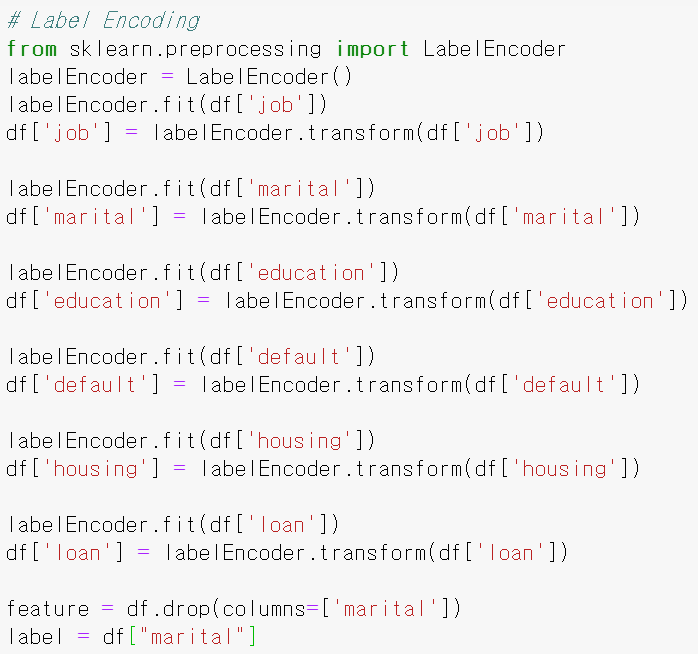 # Label Encoding
from sklearn.preprocessing import LabelEncoder
labelEncoder = LabelEncoder()
labelEncoder.fit(df['job'])
df['job'] = labelEncoder.transform(df['job'])
labelEncoder.fit(df['marital'])
df['marital'] = labelEncoder.transform(df['marital'])
labelEncoder.fit(df['education'])
df['education'] = labelEncoder.transform(df['education'])
labelEncoder.fit(df['default'])
df['default'] = labelEncoder.transform(df['default'])
labelEncoder.fit(df['housing'])
df['housing'] = labelEncoder.transform(df['housing'])
labelEncoder.fit(df['loan'])
df['loan'] = labelEncoder.transform(df['loan'])
feature = df.drop(columns=['marital'])
label = df["marital"]